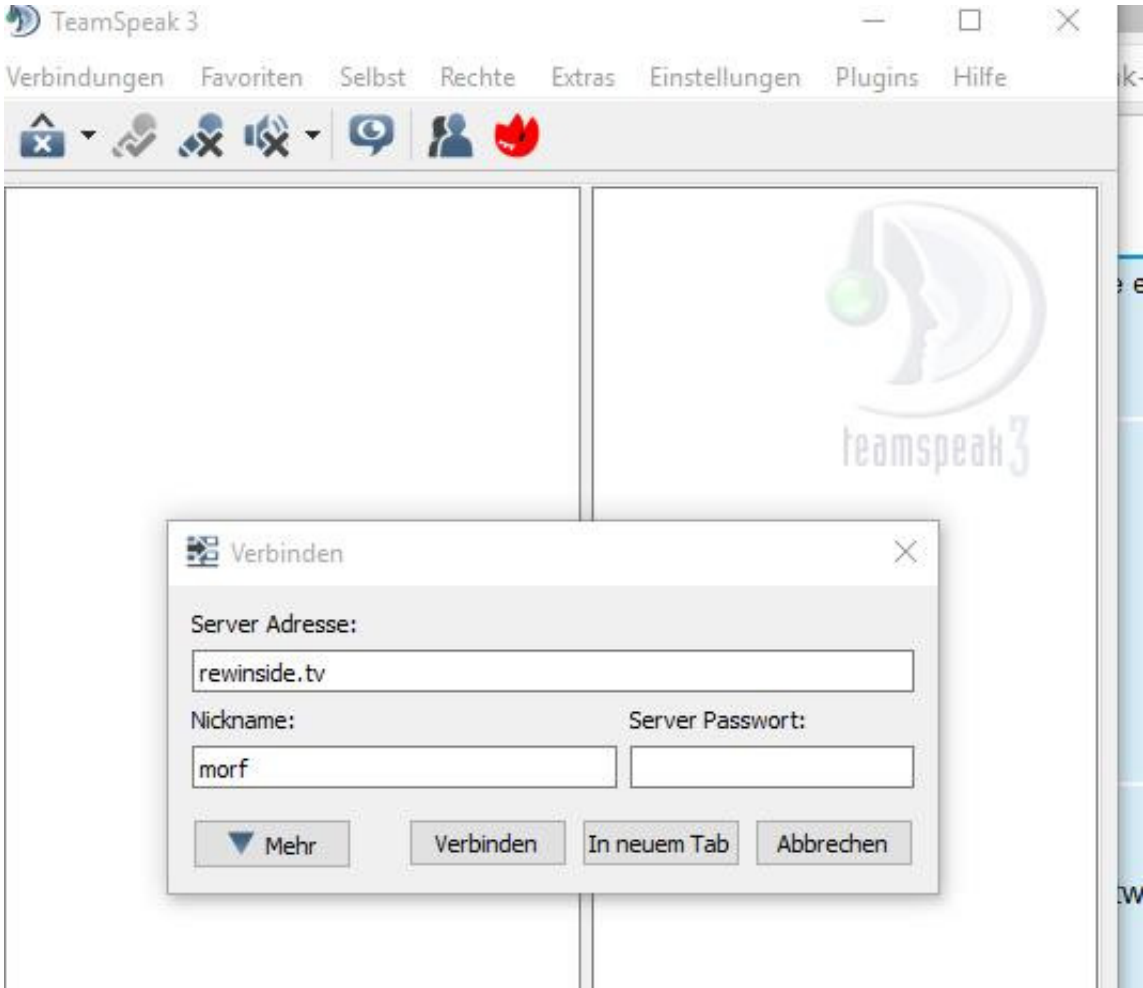 TeamSpeak 3
Verbindungen Favoriten Selbst Rechte Extras Einstellungen Plugins Hilfe
teamspeak 3
Verbinden
Server Adresse:
rewinside.tv
Nickname: Server Passwort:
morf
Mehr Verbinden In neuem Tab Abbrechen